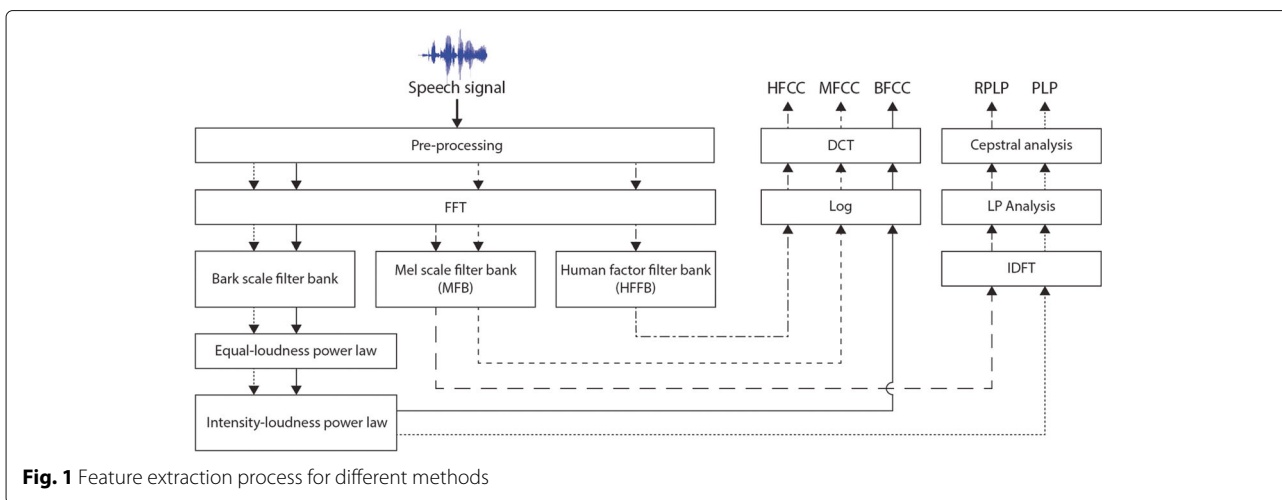 Speech signal
Pre-processing
FFT
Bark scale filter bank
Mel scale filter bank
(MFB)
Human factor filter bank
(HFFB)
Equal-loudness power law
Intensity-loudness power law
HFCC MFCC BFCC
DCT
Log
RPLP PLP
Cepstral analysis
LP Analysis
IDFT
Fig. 1 Feature extraction process for different methods